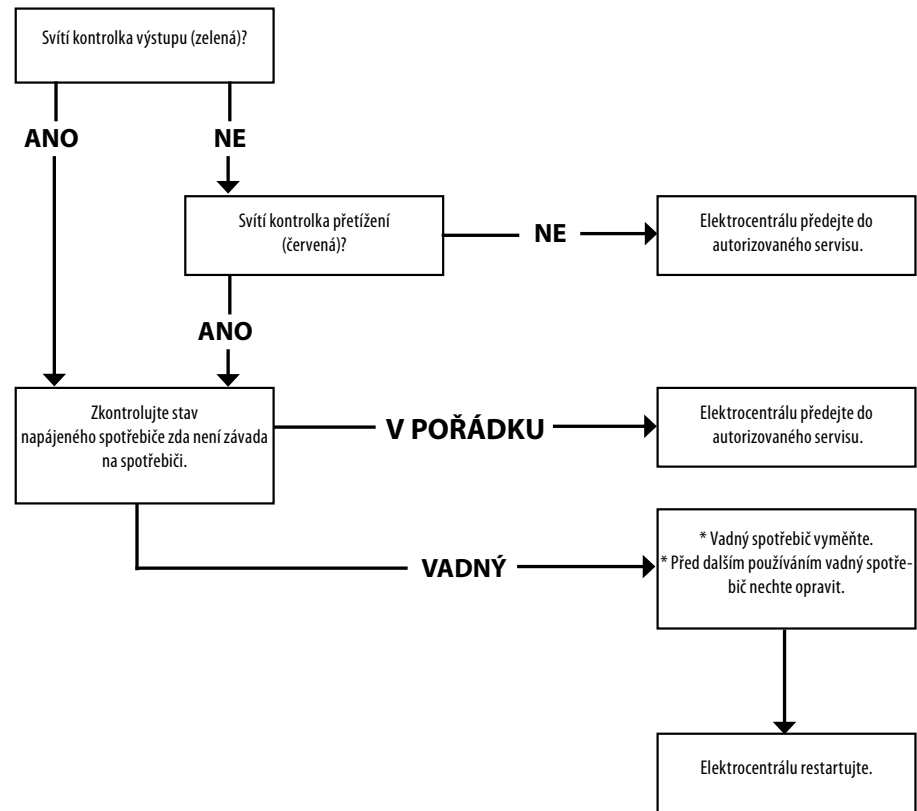 Svítí kontrolka výstupu (zelená)?
ANO
NE
Svítí kontrolka přetížení
(červená)?
NE
Elektrocentrálu předejte do
autorizovaného servisu.
ANO
Zkontrolujte stav
napájeného spotřebiče zda není závada
na spotřebiči.
V POŘÁDKU
Elektrocentrálu předejte do
autorizovaného servisu.
VADNÝ
* Vadný spotřebič vyměňte.
* Před dalším používáním vadný spotře-
bič nechte opravit.
Elektrocentrálu restartujte.